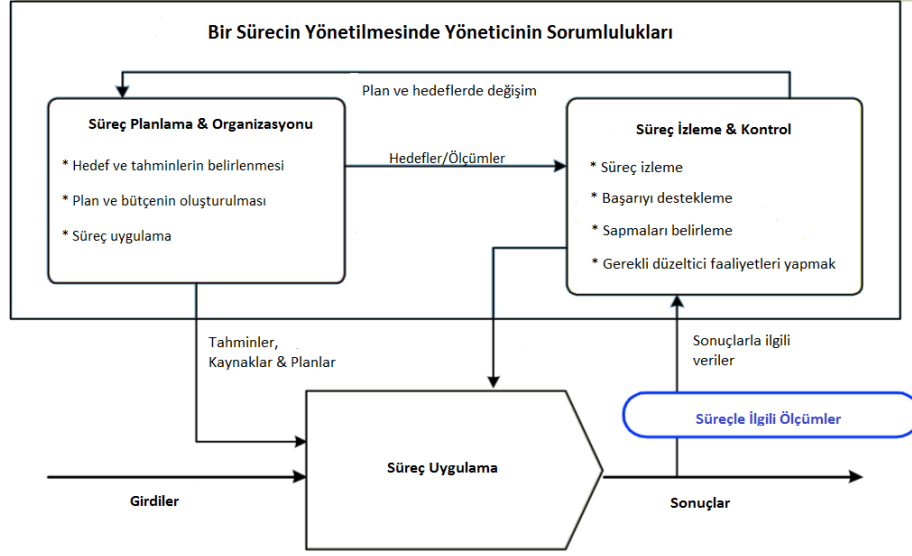 Bir Sürecin Yönetilmesinde Yöneticinin Sorumlulukları
Plan ve hedeflerde değişim
Süreç Planlama & Organizasyonu
* Hedef ve tahminlerin belirlenmesi
* Plan ve bütçenin oluşturulması
* Süreç uygulama
Hedefler/Ölçümler
Süreç İzleme & Kontrol
* Süreç izleme
* Başarıyı destekleme
* Sapmaları belirleme
* Gerekli düzeltici faaliyetleri yapmak
Tahminler,
Kaynaklar & Planlar
Sonuçlarla ilgili
veriler
Süreçle İlgili Ölçümler
Süreç Uygulama
Girdiler
Sonuçlar